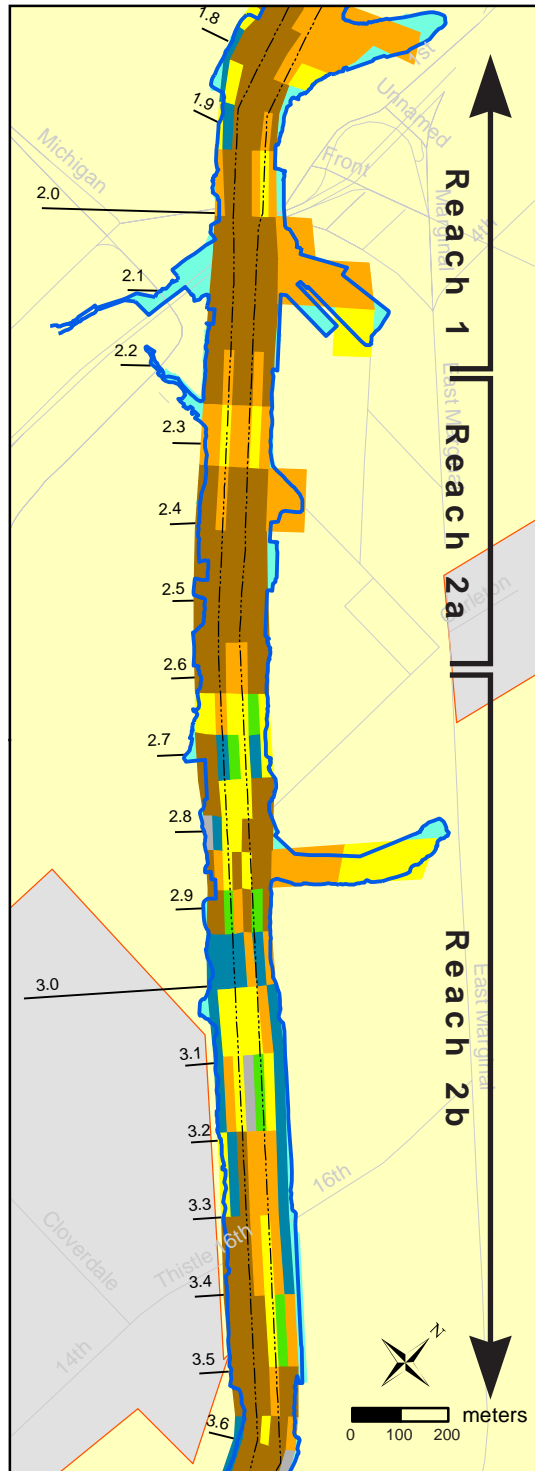 1.8
1.9
2.0
2.1
2.2
2.3
2.4
2.5
2.6
2.7
2.8
2.9
3.0
3.1
3.2
3.3
3.4
3.5
3.6
Michigan
Unnamed
Front
Marginal
4th
East Marginal
Reach 1
Reach 2a
Reach 2b
East Marginal
16th
Thistle 16th
Cloverdale
14th
N
meters
0 100 200